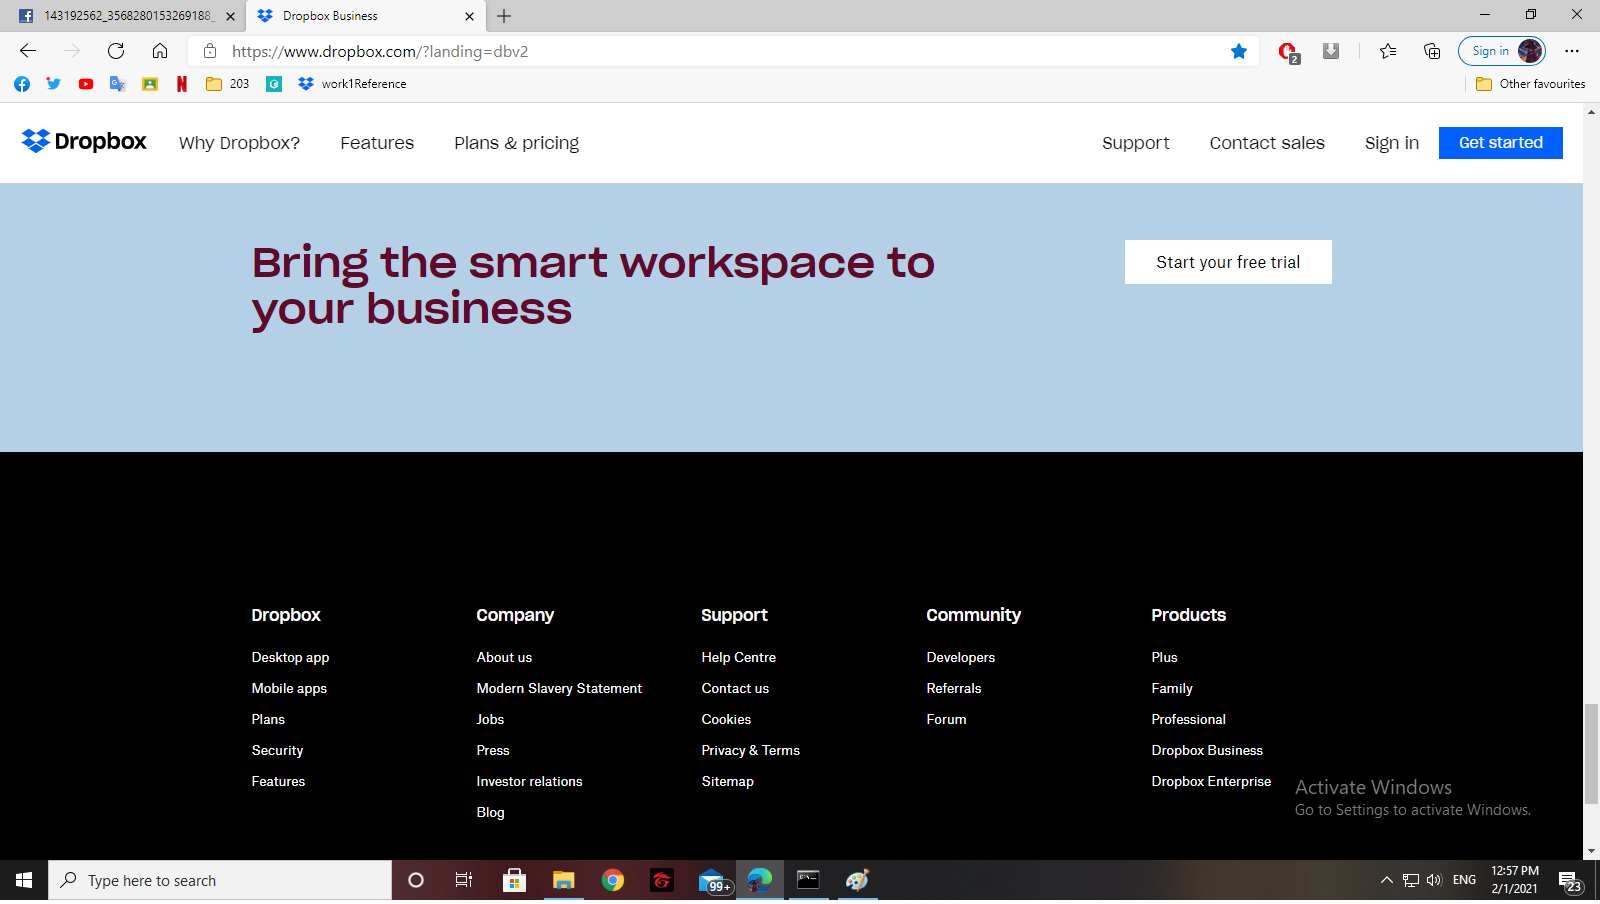 143192562_3568280153269188_
Dropbox Business
https://www.dropbox.com/?landing=dbv2
2
Sign in
203
work1Reference
Other favourites
Dropbox
Why Dropbox?
Features
Plans & pricing
Support
Contact sales
Sign in
Get started
Bring the smart workspace to
your business
Start your free trial
Dropbox
Desktop app
Mobile apps
Plans
Security
Features
Company
About us
Modern Slavery Statement
Jobs
Press
Investor relations
Blog
Support
Help Centre
Contact us
Cookies
Privacy & Terms
Sitemap
Community
Developers
Referrals
Forum
Products
Plus
Family
Professional
Dropbox Business
Dropbox Enterprise
Activate Windows
Go to Settings to activate Windows.
Type here to search
99+
ENG
12:57 PM
2/1/2021
23